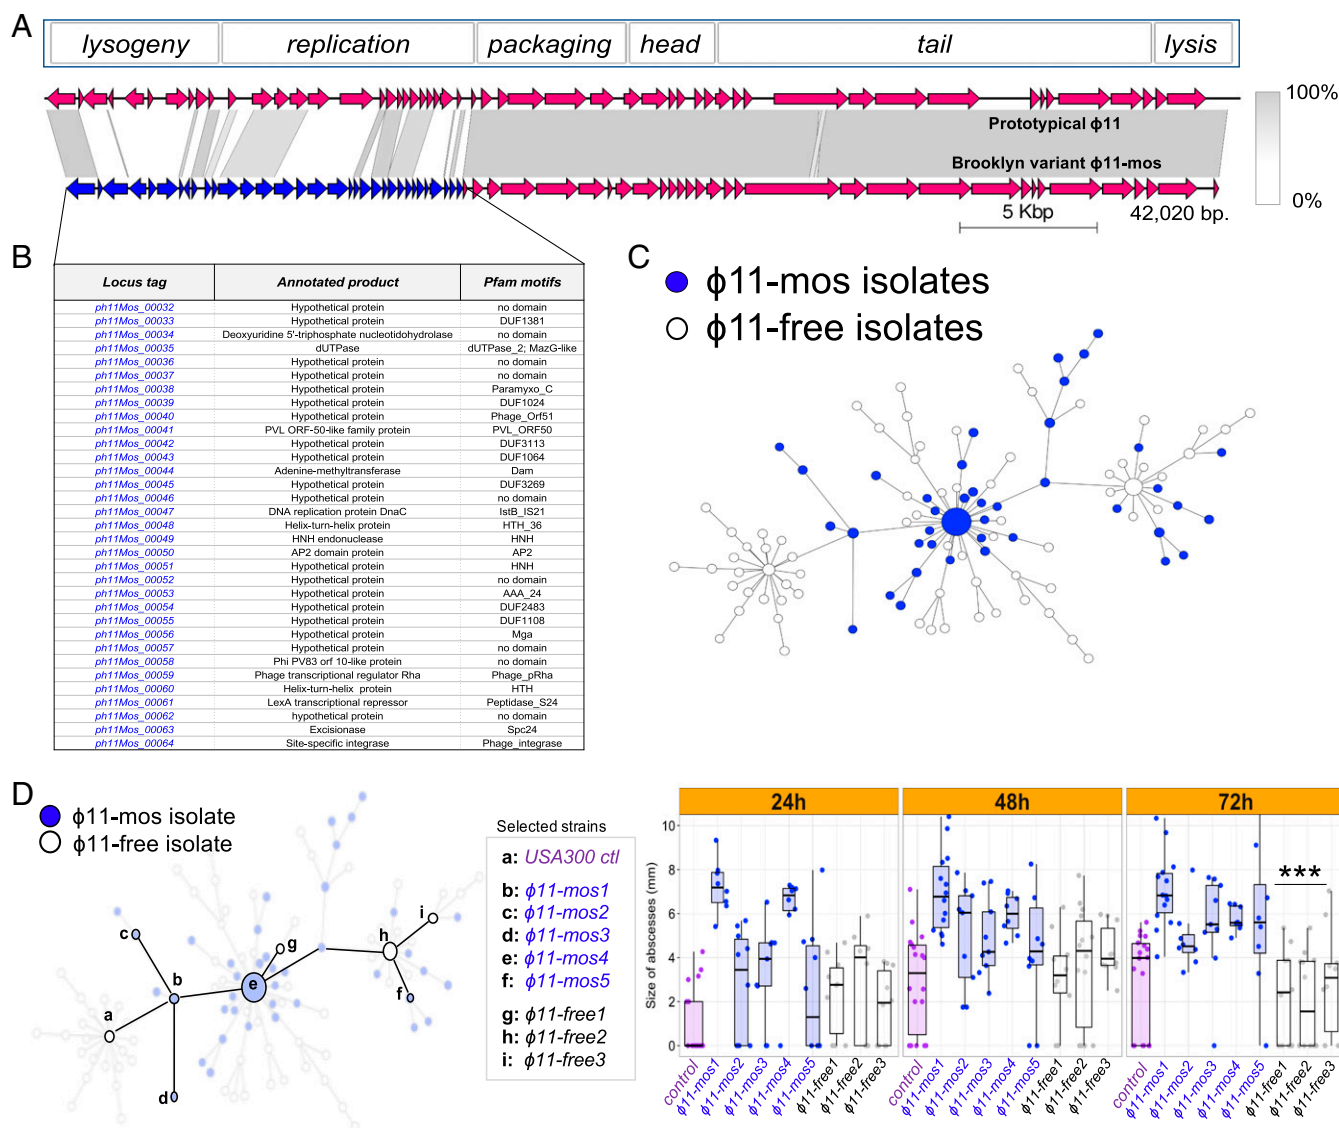 A
lysogeny replication packaging head tail lysis
Prototypical ϕ11
Brooklyn variant ϕ11-mos
100%
0%
5 Kbp
42,020 bp.
B
Locus tag Annotated product Pfam motifs
ph11Mos_00032 Hypothetical protein no domain
ph11Mos_00033 Hypothetical protein DUF1381
ph11Mos_00034 Deoxyuridine 5'-triphosphate nucleotidohydrolase no domain
ph11Mos_00035 dUTPase dUTPase_2; MazG-like
ph11Mos_00036 Hypothetical protein no domain
ph11Mos_00037 Hypothetical protein no domain
ph11Mos_00038 Hypothetical protein Paramyxo_C
ph11Mos_00039 Hypothetical protein DUF1024
ph11Mos_00040 Hypothetical protein Phage_Orf51
ph11Mos_00041 PVL ORF-50-like family protein PVL_ORF50
ph11Mos_00042 Hypothetical protein DUF3113
ph11Mos_00043 Hypothetical protein DUF1064
ph11Mos_00044 Adenine-methyltransferase Dam
ph11Mos_00045 Hypothetical protein DUF3269
ph11Mos_00046 Hypothetical protein no domain
ph11Mos_00047 DNA replication protein DnaC IstB_IS21
ph11Mos_00048 Helix-turn-helix protein HTH_36
ph11Mos_00049 HNH endonuclease HNH
ph11Mos_00050 AP2 domain protein AP2
ph11Mos_00051 Hypothetical protein HNH
ph11Mos_00052 Hypothetical protein no domain
ph11Mos_00053 Hypothetical protein AAA_24
ph11Mos_00054 Hypothetical protein DUF2483
ph11Mos_00055 Hypothetical protein DUF1108
ph11Mos_00056 Hypothetical protein Mga
ph11Mos_00057 Hypothetical protein no domain
ph11Mos_00058 Phi PV83 orf 10-like protein no domain
ph11Mos_00059 Phage transcriptional regulator Rha Phage_pRha
ph11Mos_00060 Helix-turn-helix protein HTH
ph11Mos_00061 LexA transcriptional repressor Peptidase_S24
ph11Mos_00062 hypothetical protein no domain
ph11Mos_00063 Excisionase Spc24
ph11Mos_00064 Site-specific integrase Phage_integrase
C
ϕ11-mos isolates
ϕ11-free isolates
D
ϕ11-mos isolate
ϕ11-free isolate
a
b
c
d
e
f
g
h
i
Selected strains
a: USA300 ctl
b: ϕ11-mos1
c: ϕ11-mos2
d: ϕ11-mos3
e: ϕ11-mos4
f: ϕ11-mos5
g: ϕ11-free1
h: ϕ11-free2
i: ϕ11-free3
24h 48h 72h
Size of abscesses (mm)
10
8
6
4
2
0
***
control ϕ11-mos1 ϕ11-mos2 ϕ11-mos3 ϕ11-mos4 ϕ11-mos5 ϕ11-free1 ϕ11-free2 ϕ11-free3
control ϕ11-mos1 ϕ11-mos2 ϕ11-mos3 ϕ11-mos4 ϕ11-mos5 ϕ11-free1 ϕ11-free2 ϕ11-free3
control ϕ11-mos1 ϕ11-mos2 ϕ11-mos3 ϕ11-mos4 ϕ11-mos5 ϕ11-free1 ϕ11-free2 ϕ11-free3